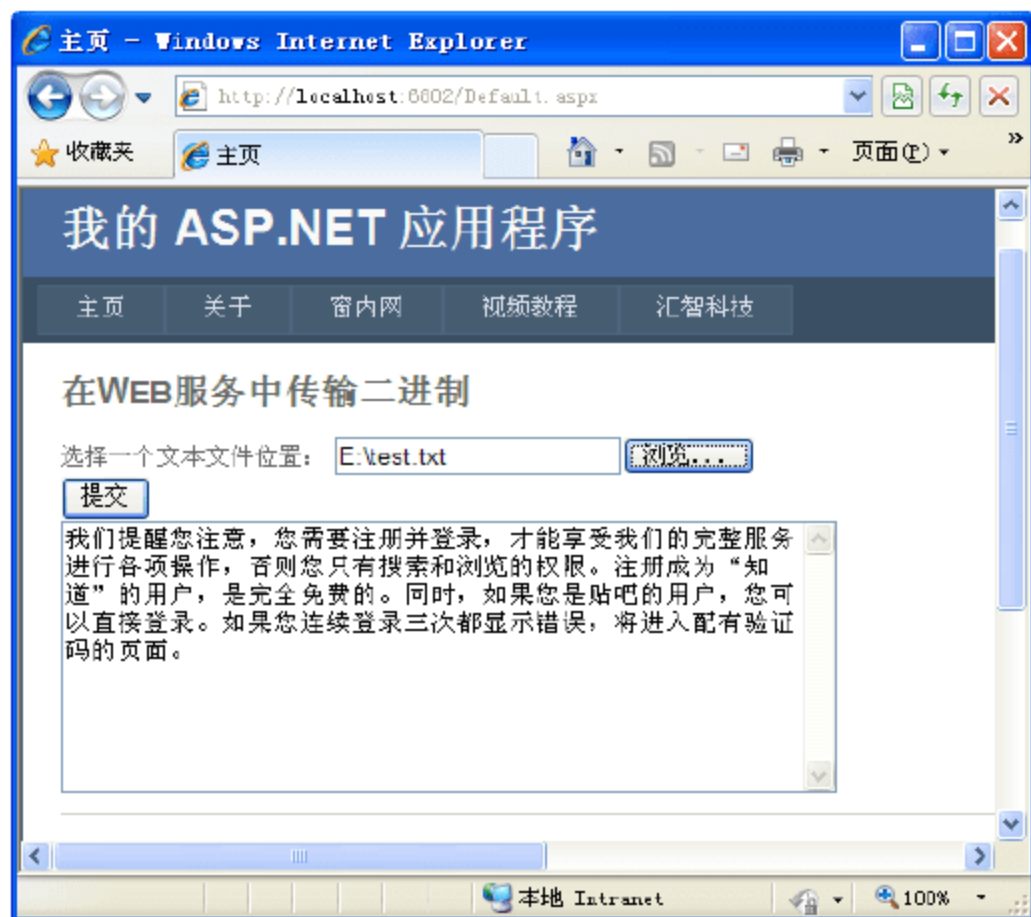 主页 - Windows Internet Explorer
http://localhost:6602/Default.aspx
收藏夹 主页 页面(P)
我的 ASP.NET 应用程序
主页 关于 窗内网 视频教程 汇智科技
在WEB服务中传输二进制
选择一个文本文件位置: E:\test.txt 浏览...
提交
我们提醒您注意，您需要注册并登录，才能享受我们的完整服务
进行各项操作，否则您只有搜索和浏览的权限。注册成为“知
道”的用户，是完全免费的。同时，如果您是贴吧的用户，您可
以直接登录。如果您连续登录三次都显示错误，将进入配有验证
码的页面。
本地 Intranet 100%